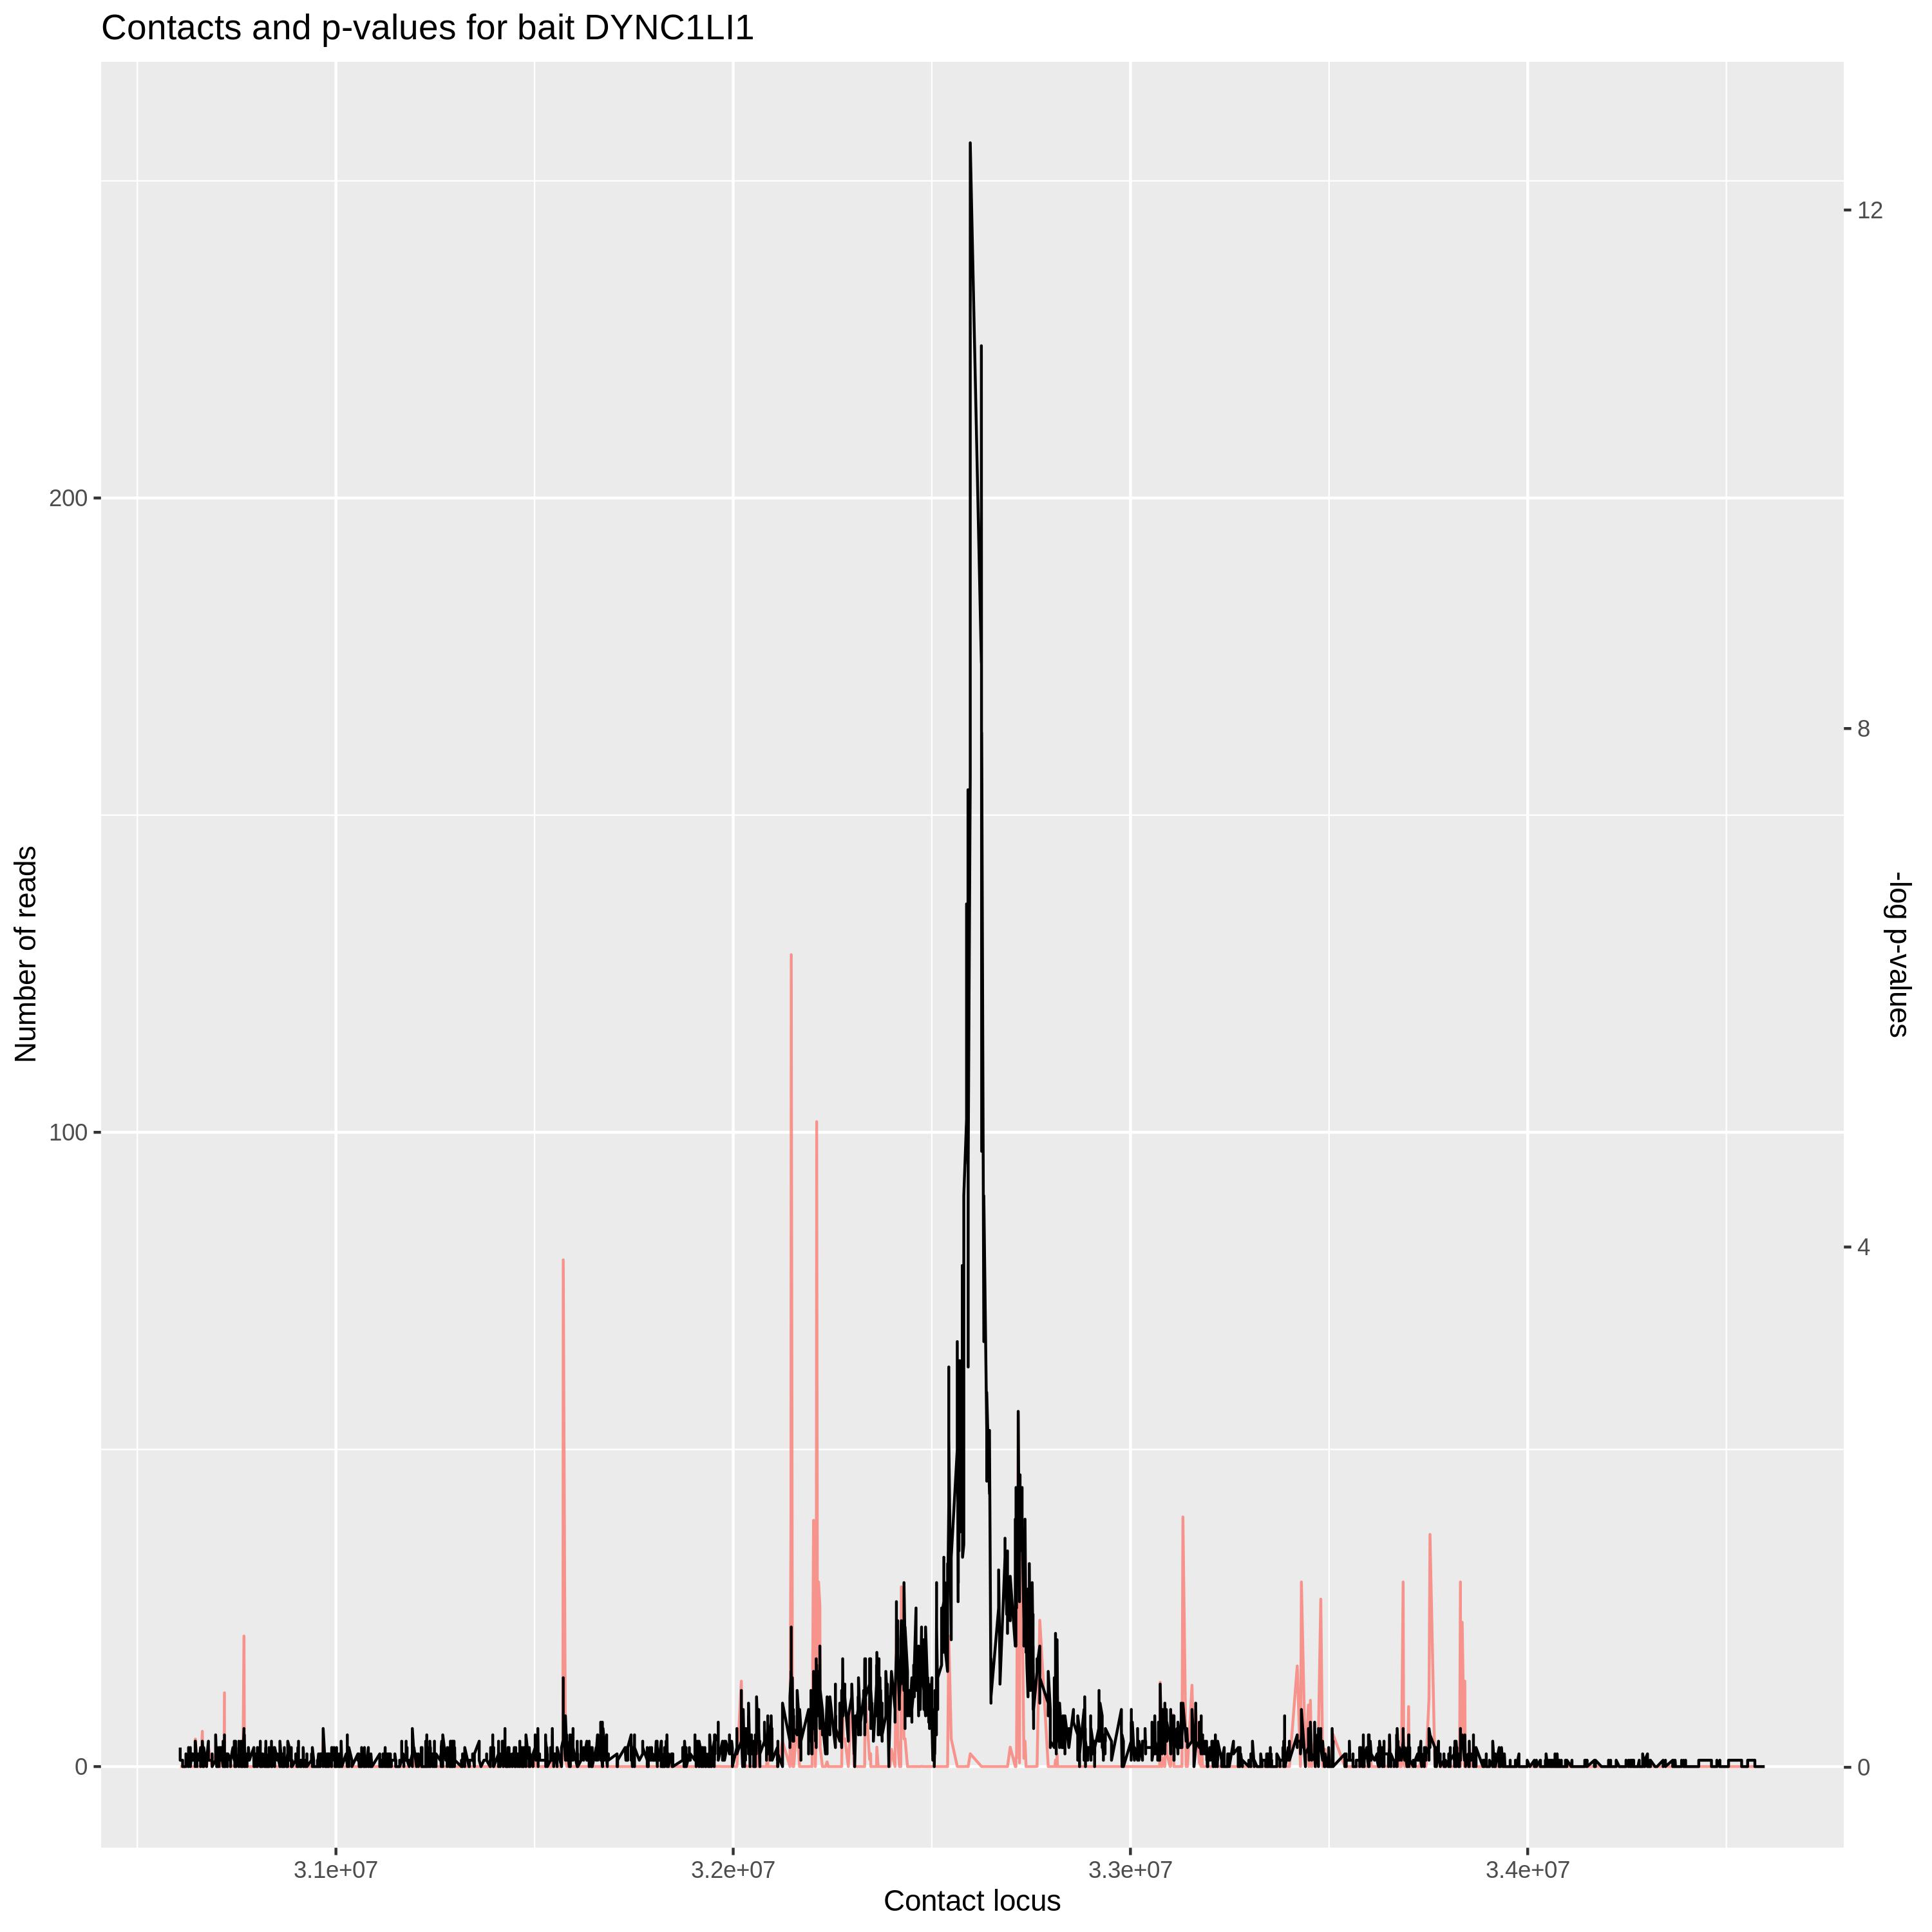 Contacts and p-values for bait DYNC1LI1
200
100
0
Number of reads
12
8
4
0
-log p-values
3.1e+07 3.2e+07 3.3e+07 3.4e+07
Contact locus